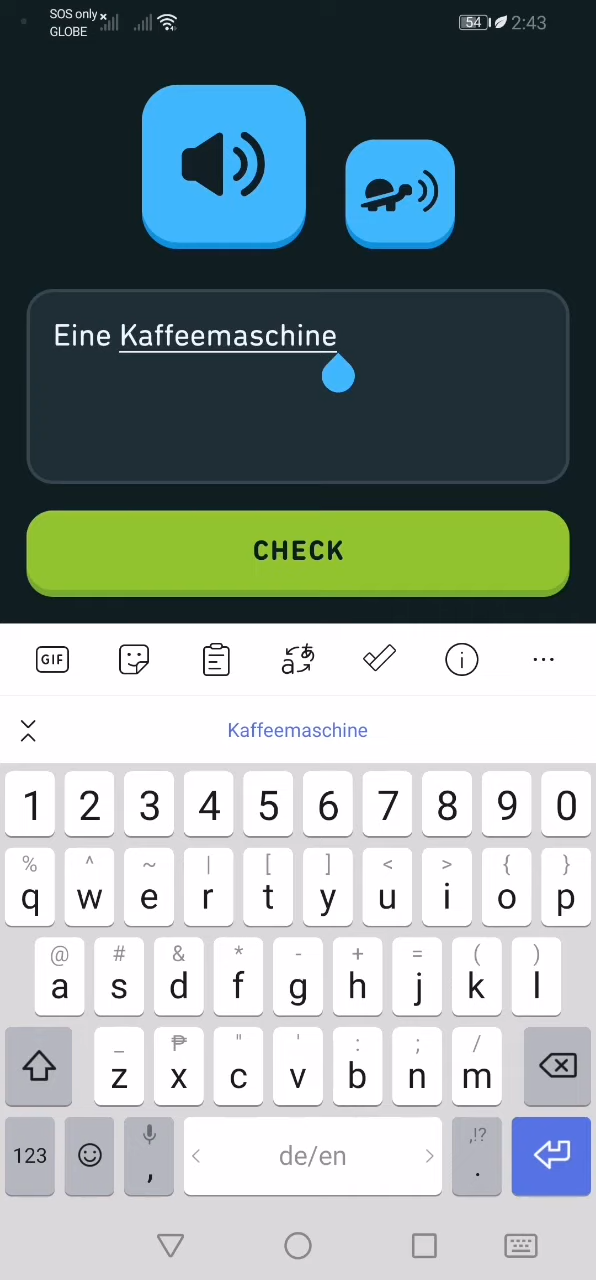 SOS only
GLOBE
54 2:43
Eine Kaffeemaschine
CHECK
GIF
Kaffeemaschine
1 2 3 4 5 6 7 8 9 0
% ^ ~ | [ ] < > { }
q w e r t y u i o p
@ # & * - + = ( )
a s d f g h j k l
_ ₱ " ' : ; /
z x c v b n m
,!?
123 , < de/en > .